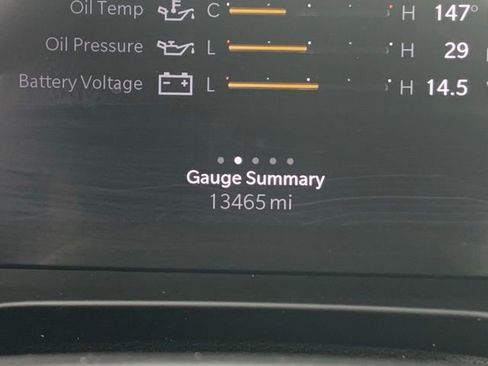 Oil Temp C H 147°
Oil Pressure L H 29
Battery Voltage L H 14.5
Gauge Summary
13465 mi